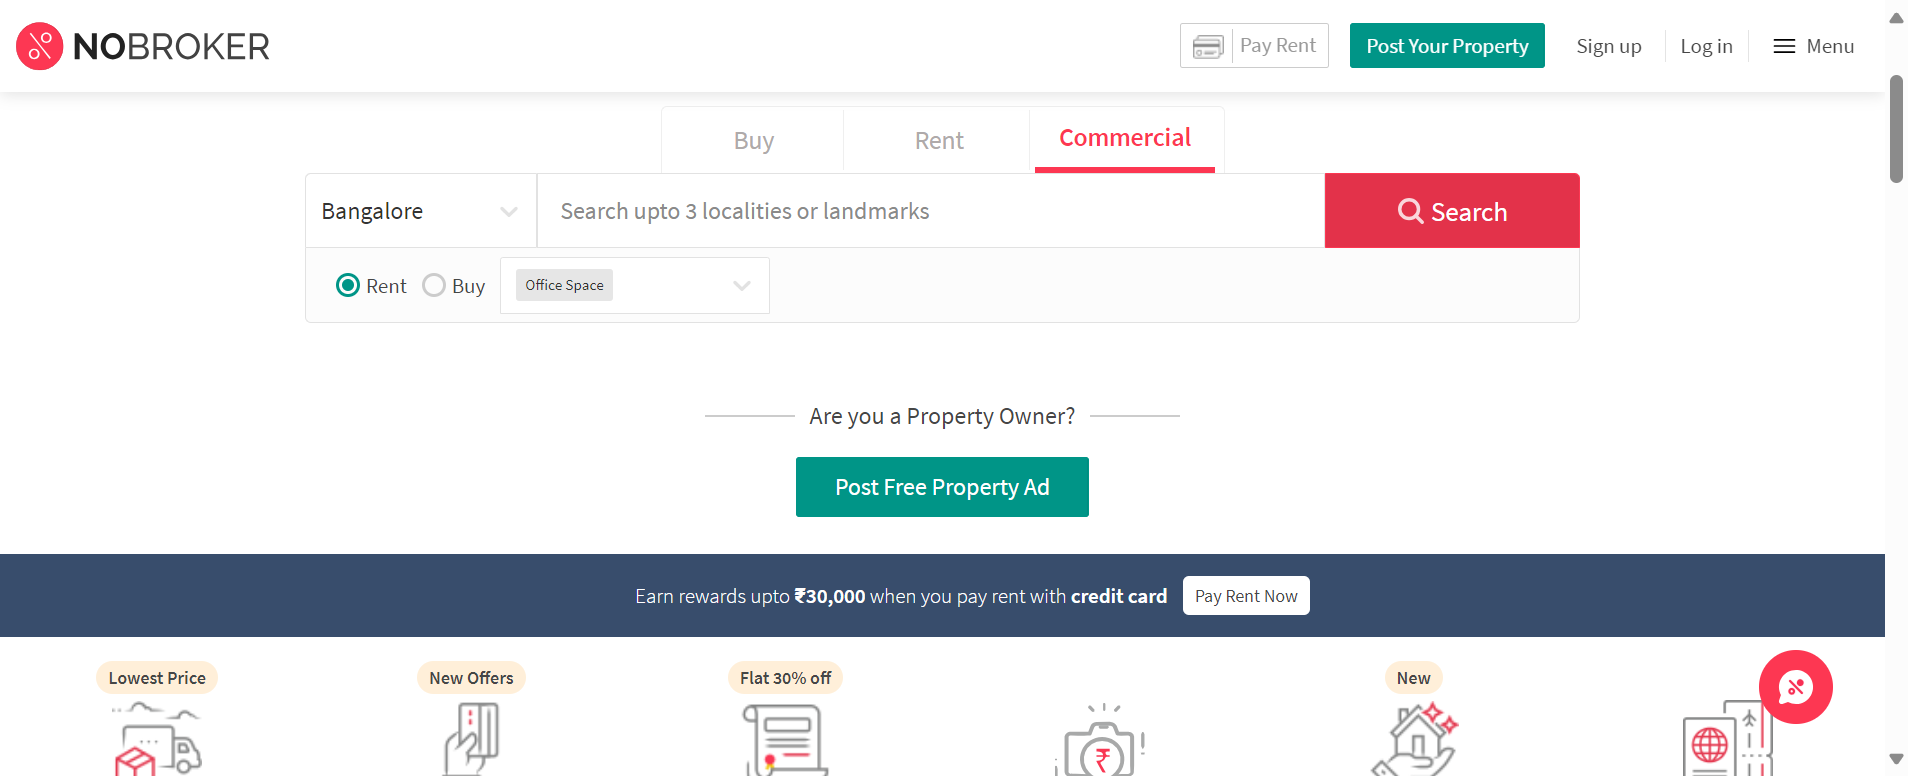 NOBROKER
Pay Rent
Post Your Property
Sign up
Log in
Menu
Buy
Rent
Commercial
Bangalore
Search upto 3 localities or landmarks
Search
Rent
Buy
Office Space
Are you a Property Owner?
Post Free Property Ad
Earn rewards upto ₹30,000 when you pay rent with credit card
Pay Rent Now
Lowest Price
New Offers
Flat 30% off
New
₹